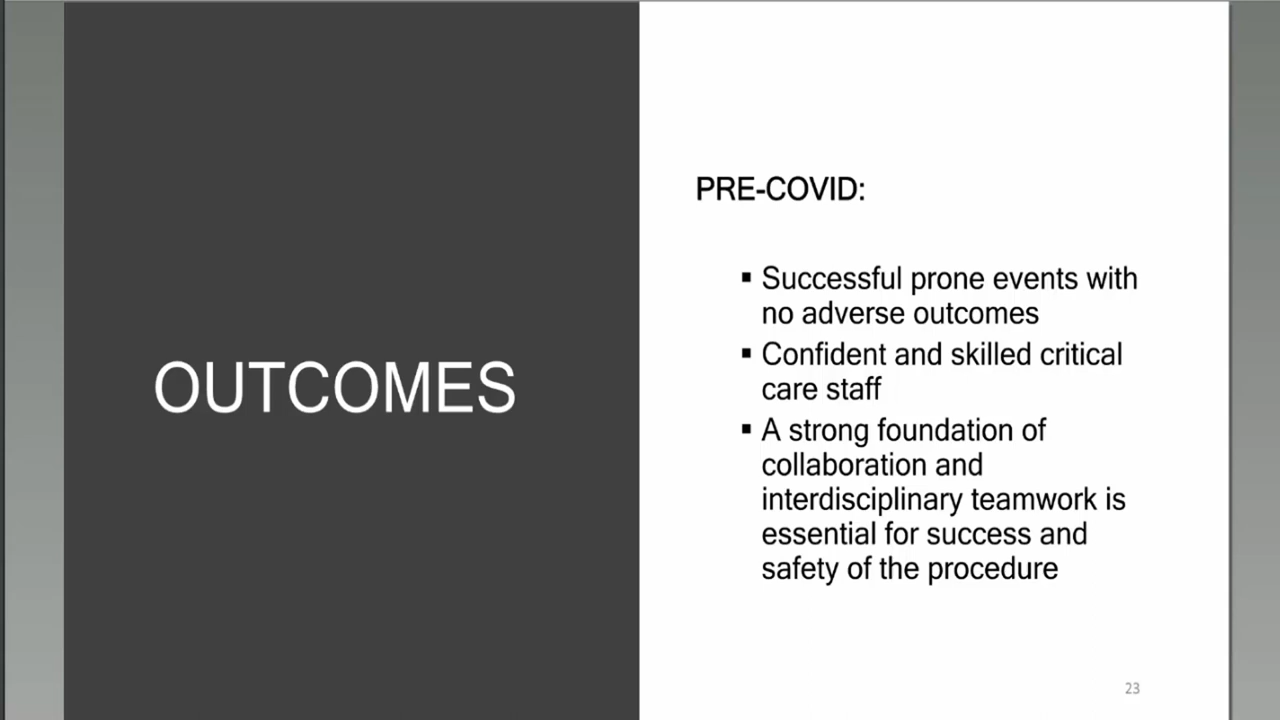 OUTCOMES
PRE-COVID:
▪ Successful prone events with
no adverse outcomes
▪ Confident and skilled critical
care staff
▪ A strong foundation of
collaboration and
interdisciplinary teamwork is
essential for success and
safety of the procedure
23